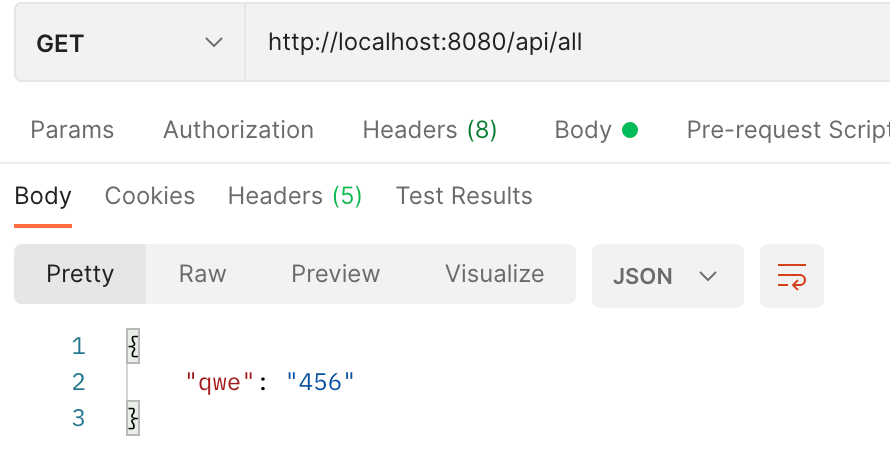 GET http://localhost:8080/api/all
Params Authorization Headers (8) Body Pre-request Script
Body Cookies Headers (5) Test Results
Pretty Raw Preview Visualize JSON
1 {
2 "qwe": "456"
3 }